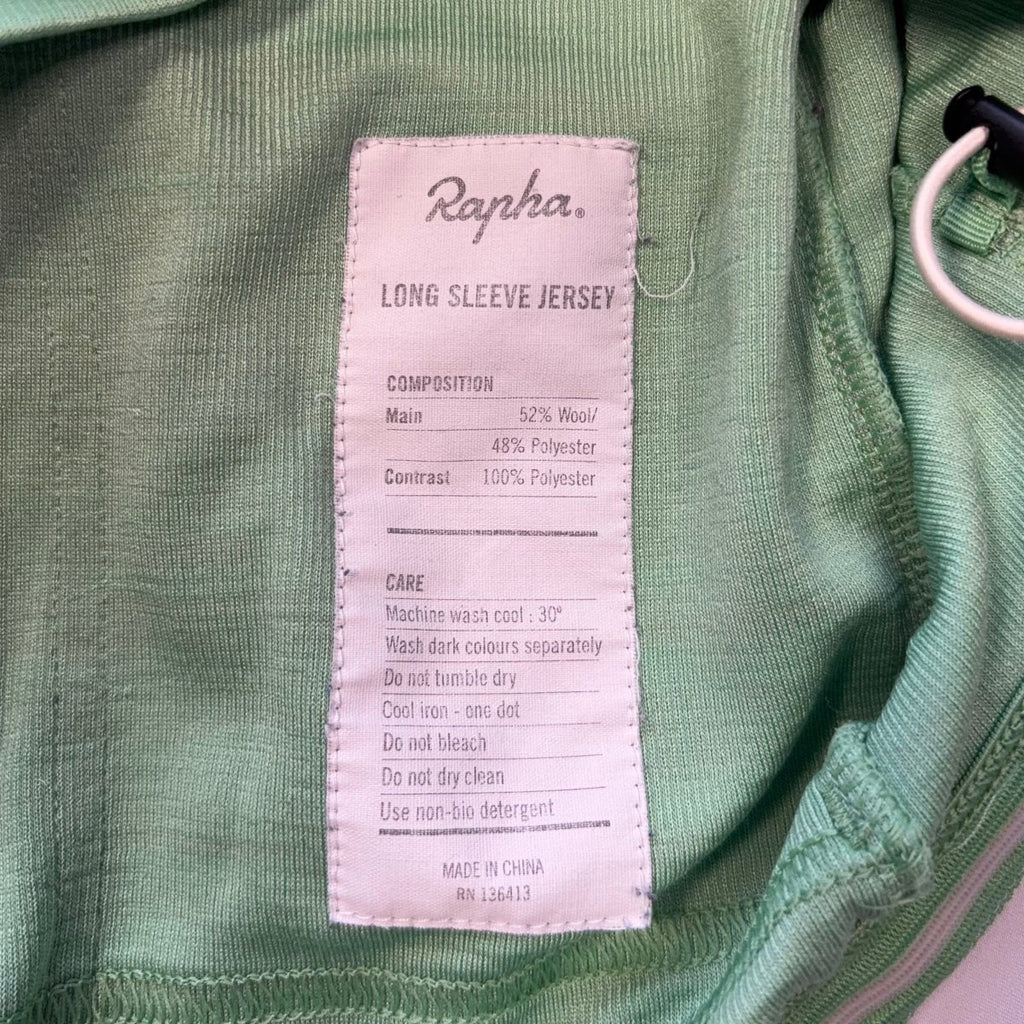 Rapha®
LONG SLEEVE JERSEY
COMPOSITION
Main 52% Wool/
48% Polyester
Contrast 100% Polyester
CARE
Machine wash cool : 30°
Wash dark colours separately
Do not tumble dry
Cool iron - one dot
Do not bleach
Do not dry clean
Use non-bio detergent
MADE IN CHINA
RN 136413